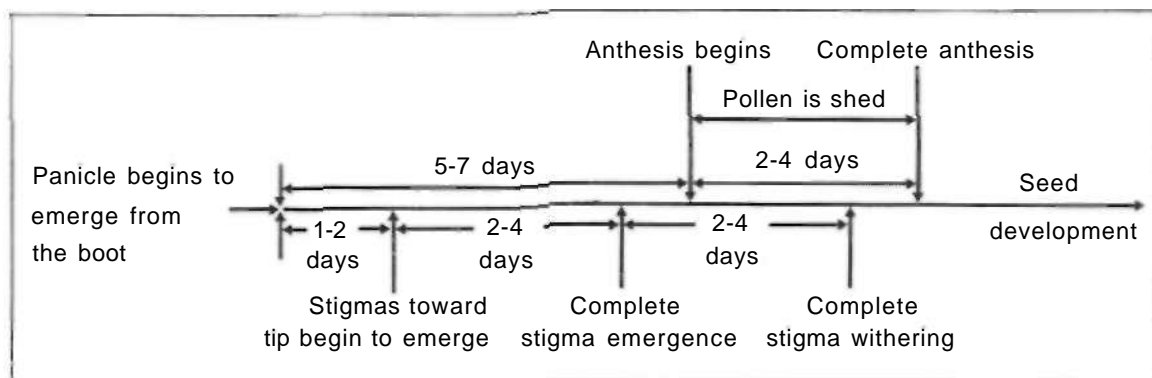 Anthesis begins
Complete anthesis
Pollen is shed
5-7 days
2-4 days
Panicle begins to
emerge from
the boot
Seed
development
1-2
days
2-4
days
2-4
days
Stigmas toward
tip begin to emerge
Complete
stigma emergence
Complete
stigma withering